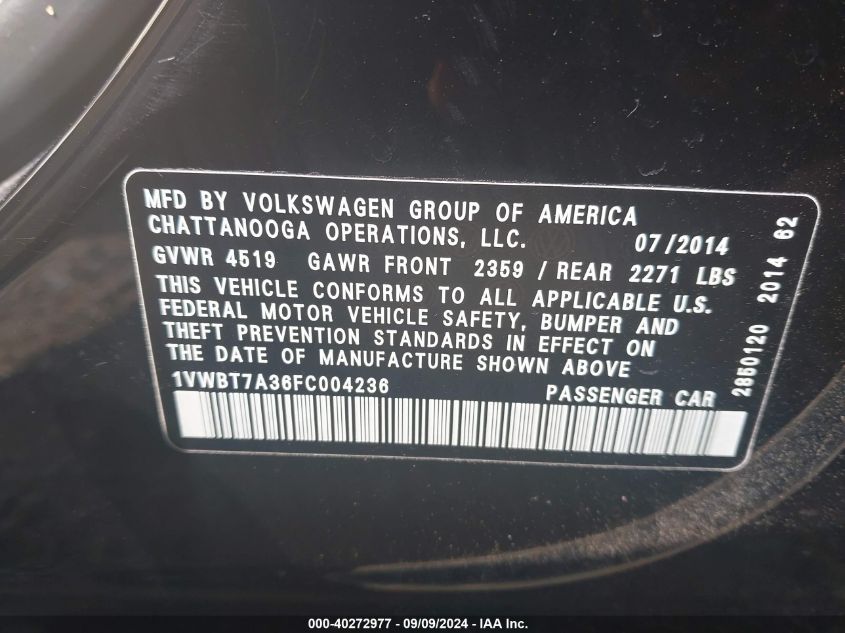 MFD BY VOLKSWAGEN GROUP OF AMERICA
CHATTANOOGA OPERATIONS, LLC. 07/2014
GVWR 4519 GAWR FRONT 2359 / REAR 2271 LBS
THIS VEHICLE CONFORMS TO ALL APPLICABLE U.S.
FEDERAL MOTOR VEHICLE SAFETY, BUMPER AND
THEFT PREVENTION STANDARDS IN EFFECT ON
THE DATE OF MANUFACTURE SHOWN ABOVE
1VWBT7A36FC004236 PASSENGER CAR
2850120 2014 62
000-40272977 - 09/09/2024 - IAA, Inc.